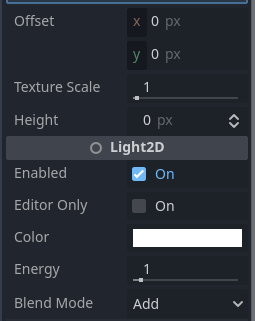 Offset x 0 px
y 0 px
Texture Scale 1
Height 0 px
Light2D
Enabled On
Editor Only On
Color
Energy 1
Blend Mode Add